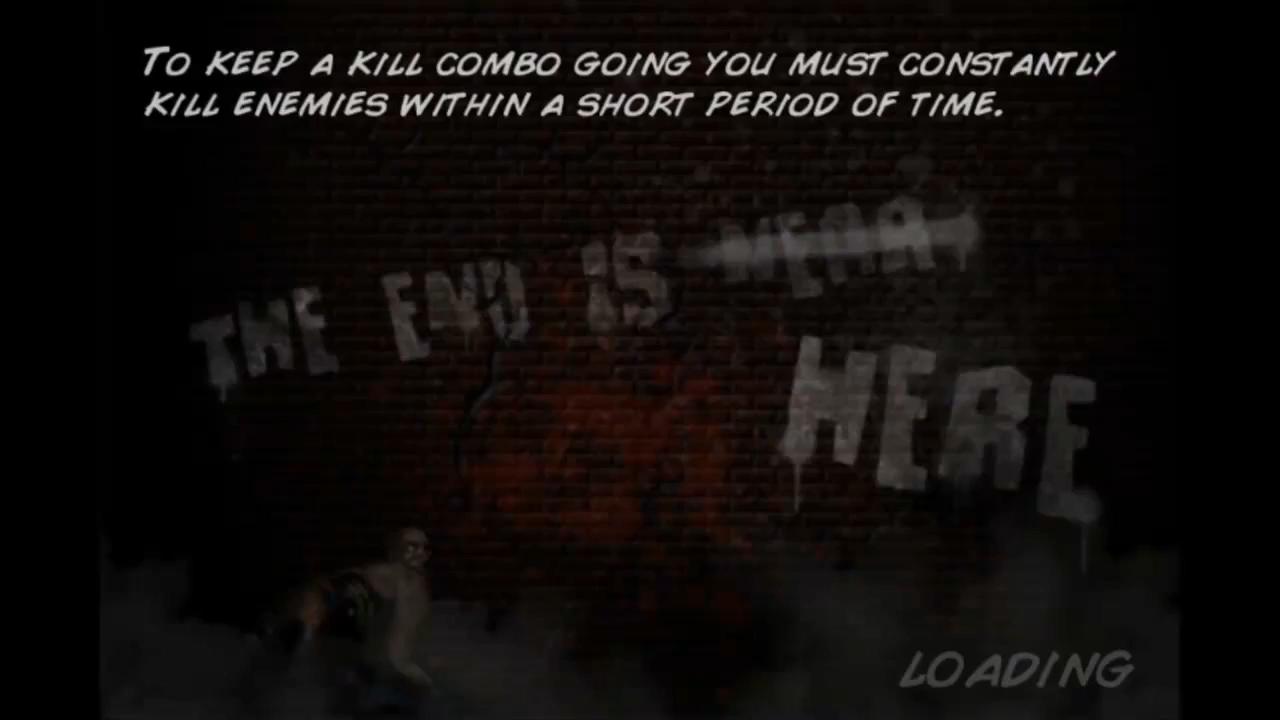 TO KEEP A KILL COMBO GOING YOU MUST CONSTANTLY
KILL ENEMIES WITHIN A SHORT PERIOD OF TIME.
THE END IS NEAR
HERE
LOADING